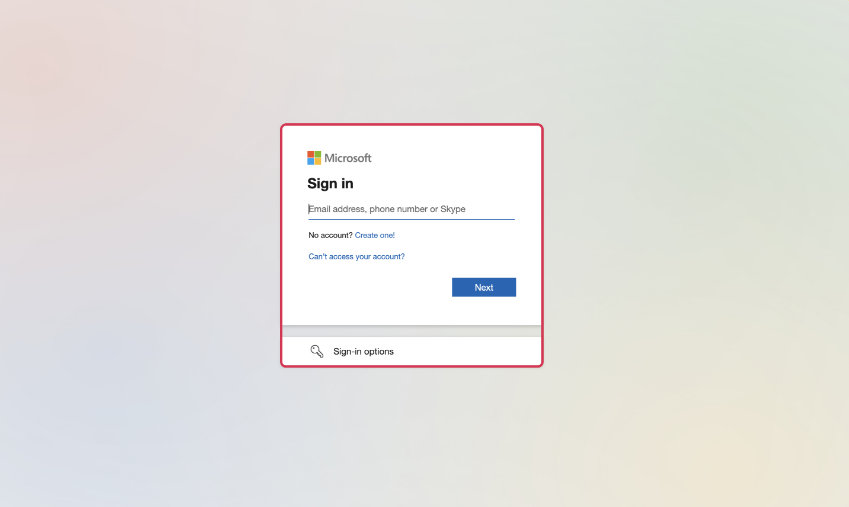 Microsoft
Sign in
Email address, phone number or Skype
No account? Create one!
Can't access your account?
Next
Sign-in options